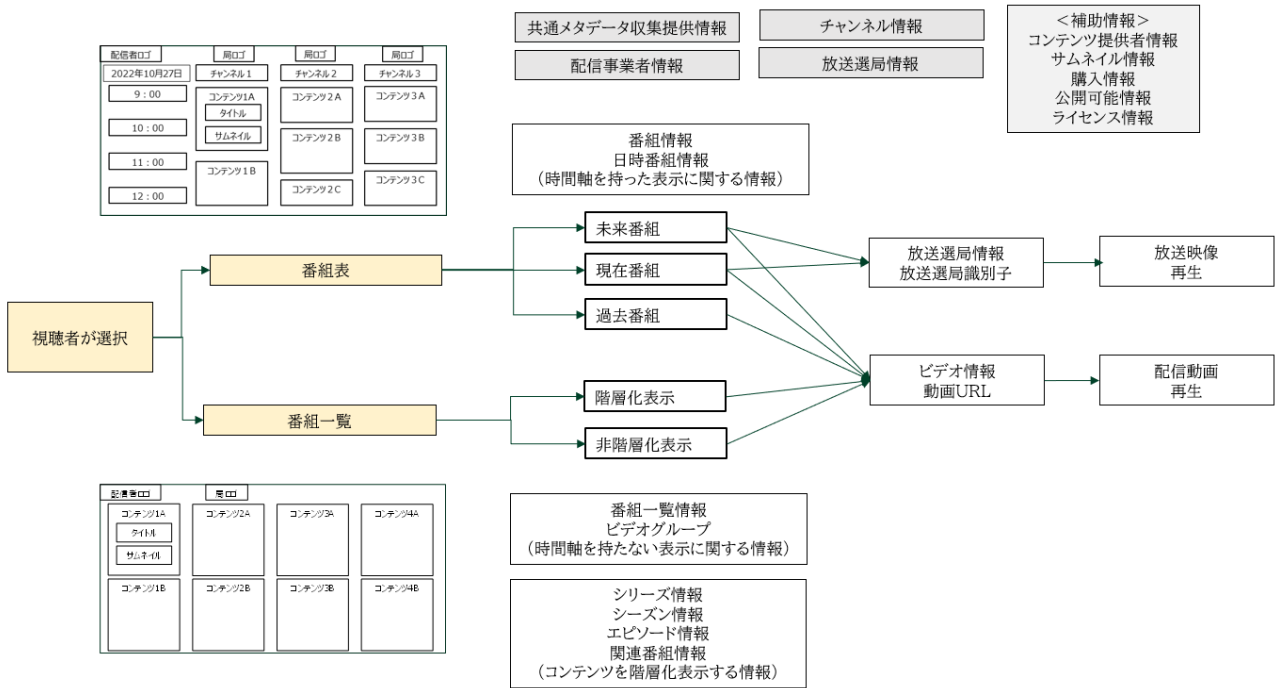 共通メタデータ収集提供情報
チャンネル情報
配信事業者情報
放送選局情報
＜補助情報＞
コンテンツ提供者情報
サムネイル情報
購入情報
公開可能情報
ライセンス情報
配信者ロゴ
局ロゴ
局ロゴ
局ロゴ
2022年10月27日
チャンネル１
チャンネル２
チャンネル３
9：00
10：00
11：00
12：00
コンテンツ1A
タイトル
サムネイル
コンテンツ１B
コンテンツ２A
コンテンツ２B
コンテンツ２C
コンテンツ３A
コンテンツ３B
コンテンツ３C
番組情報
日時番組情報
（時間軸を持った表示に関する情報）
視聴者が選択
番組表
番組一覧
未来番組
現在番組
過去番組
階層化表示
非階層化表示
放送選局情報
放送選局識別子
放送映像
再生
ビデオ情報
動画URL
配信動画
再生
配信者ロゴ
局ロゴ
コンテンツ1A
タイトル
サムネイル
コンテンツ2A
コンテンツ3A
コンテンツ4A
コンテンツ1B
コンテンツ2B
コンテンツ3B
コンテンツ4B
番組一覧情報
ビデオグループ
（時間軸を持たない表示に関する情報）
シリーズ情報
シーズン情報
エピソード情報
関連番組情報
（コンテンツを階層化表示する情報）